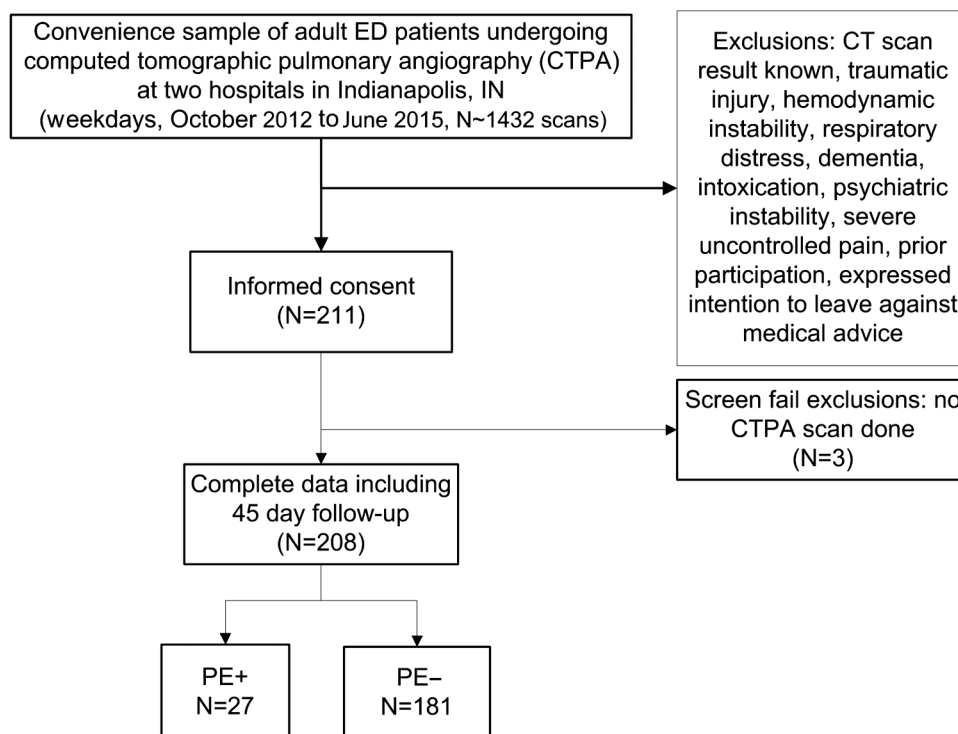 Convenience sample of adult ED patients undergoing
computed tomographic pulmonary angiography (CTPA)
at two hospitals in Indianapolis, IN
(weekdays, October 2012 to June 2015, N~1432 scans)
Exclusions: CT scan
result known, traumatic
injury, hemodynamic
instability, respiratory
distress, dementia,
intoxication, psychiatric
instability, severe
uncontrolled pain, prior
participation, expressed
intention to leave against
medical advice
Informed consent
(N=211)
Screen fail exclusions: no
CTPA scan done
(N=3)
Complete data including
45 day follow-up
(N=208)
PE+
N=27
PE–
N=181